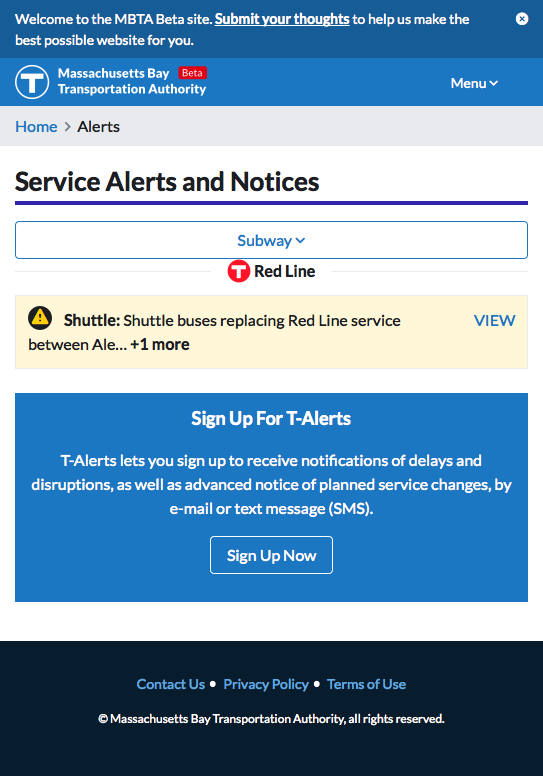 Welcome to the MBTA Beta site. Submit your thoughts to help us make the
best possible website for you.
T Massachusetts Bay Beta
Transportation Authority
Menu
Home > Alerts
Service Alerts and Notices
Subway
T Red Line
Shuttle: Shuttle buses replacing Red Line service
between Ale... +1 more
VIEW
Sign Up For T-Alerts
T-Alerts lets you sign up to receive notifications of delays and
disruptions, as well as advanced notice of planned service changes, by
e-mail or text message (SMS).
Sign Up Now
Contact Us • Privacy Policy • Terms of Use
© Massachusetts Bay Transportation Authority, all rights reserved.